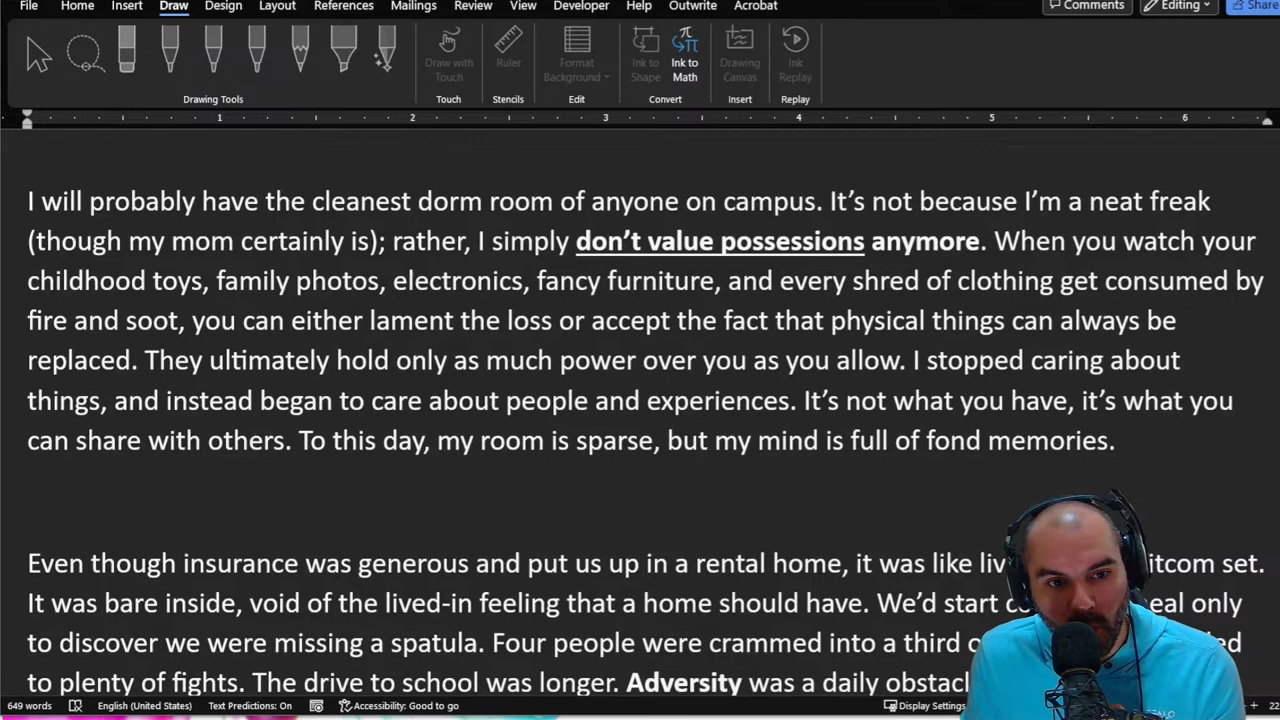 File Home Insert Draw Design Layout References Mailings Review View Developer Help Outwrite Acrobat Comments Editing Share
Draw with Touch Ruler Format Background Ink to Shape Ink to Math Drawing Canvas Ink Replay
Drawing Tools Touch Stencils Edit Convert Insert Replay
1 2 3 4 5 6
I will probably have the cleanest dorm room of anyone on campus. It’s not because I’m a neat freak
(though my mom certainly is); rather, I simply don’t value possessions anymore. When you watch your
childhood toys, family photos, electronics, fancy furniture, and every shred of clothing get consumed by
fire and soot, you can either lament the loss or accept the fact that physical things can always be
replaced. They ultimately hold only as much power over you as you allow. I stopped caring about
things, and instead began to care about people and experiences. It’s not what you have, it’s what you
can share with others. To this day, my room is sparse, but my mind is full of fond memories.
Even though insurance was generous and put us up in a rental home, it was like liv itcom set.
It was bare inside, void of the lived-in feeling that a home should have. We’d start eal only
to discover we were missing a spatula. Four people were crammed into a third
to plenty of fights. The drive to school was longer. Adversity was a daily obstacl
649 words English (United States) Text Predictions: On Accessibility: Good to go Display Settings